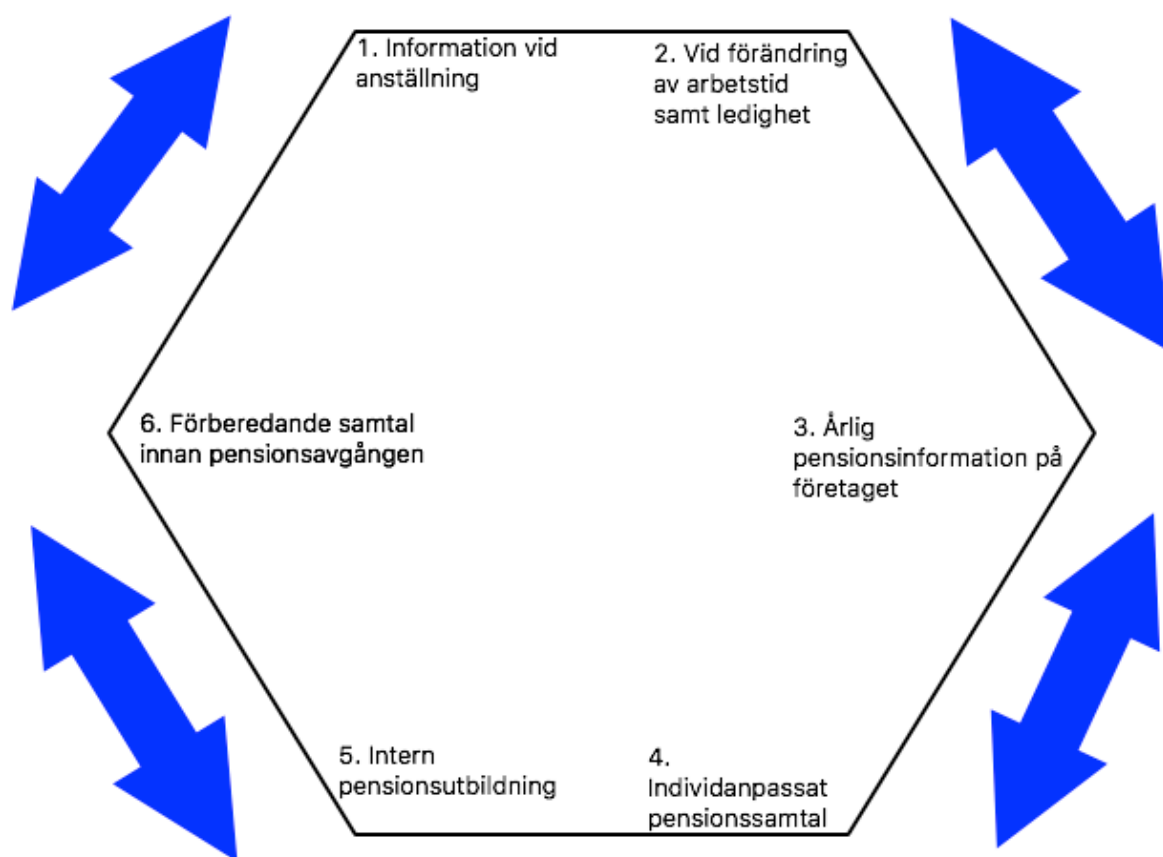 1. Information vid
anställning
2. Vid förändring
av arbetstid
samt ledighet
3. Årlig
pensionsinformation på
företaget
4.
Individanpassat
pensionssamtal
5. Intern
pensionsutbildning
6. Förberedande samtal
innan pensionsavgången